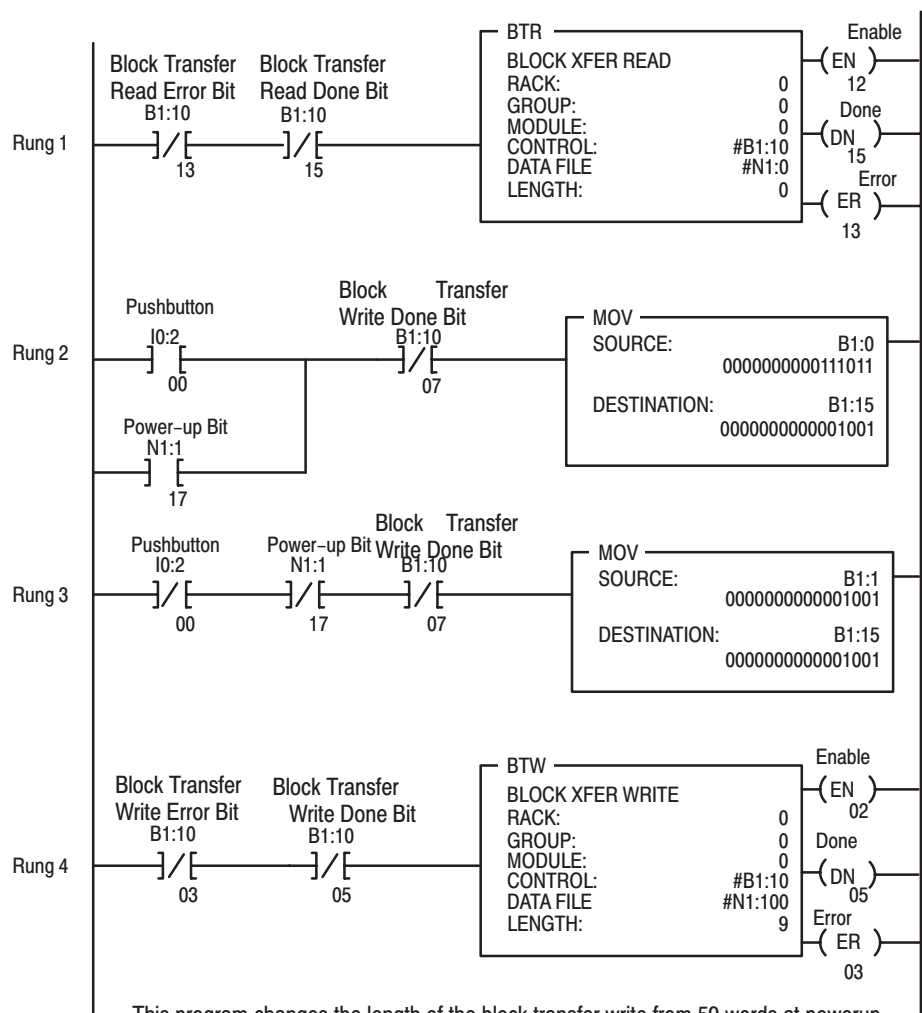 BTR
Enable
Block Transfer Block Transfer
Read Error Bit Read Done Bit
B1:10 B1:10
Rung 1
]/[ ]/[
13 15
BLOCK XFER READ
RACK: 0
GROUP: 0
MODULE: 0
CONTROL: #B1:10
DATA FILE #N1:0
LENGTH: 0
EN
12
Done
DN
15
Error
ER
13
Pushbutton
I0:2
Block Transfer
Write Done Bit
B1:10
Rung 2
] [ ]/[
00 07
Power–up Bit
N1:1
] [
17
MOV
SOURCE: B1:0
0000000000111011
DESTINATION: B1:15
0000000000001001
Block Transfer
Pushbutton Power–up Bit Write Done Bit
I0:2 N1:1 B1:10
Rung 3
]/[ ]/[ ]/[
00 17 07
MOV
SOURCE: B1:1
0000000000001001
DESTINATION: B1:15
0000000000001001
BTW
Enable
Block Transfer Block Transfer
Write Error Bit Write Done Bit
B1:10 B1:10
Rung 4
]/[ ]/[
03 05
BLOCK XFER WRITE
RACK: 0
GROUP: 0
MODULE: 0
CONTROL: #B1:10
DATA FILE #N1:100
LENGTH: 9
EN
02
Done
DN
05
Error
ER
03
This program changes the length of the block transfer write from 59 words at powerup